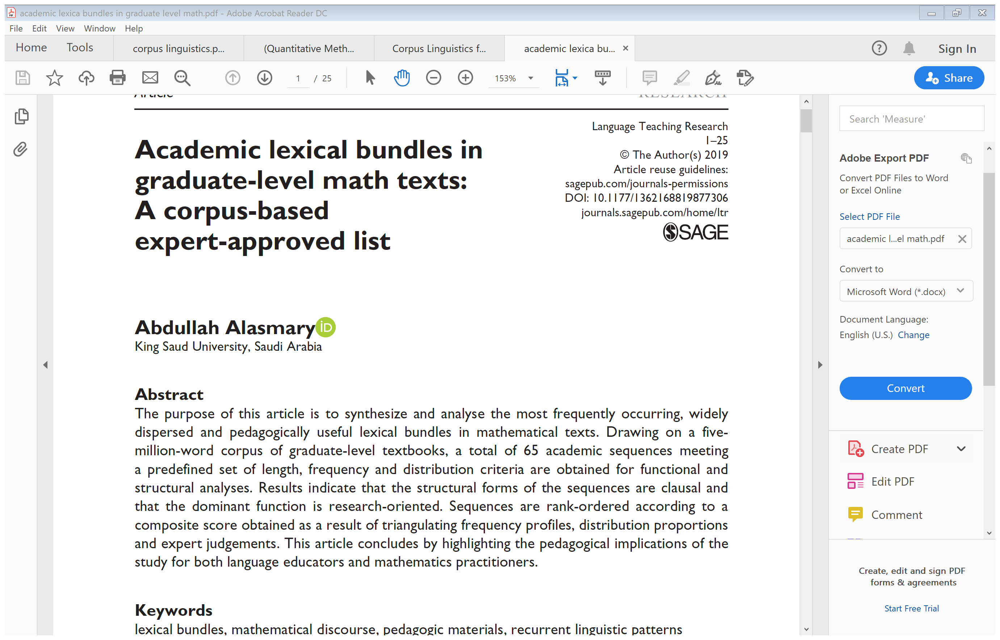 academic lexica bundles in graduate level math.pdf - Adobe Acrobat Reader DC
File Edit View Window Help
Home Tools corpus linguistics.p... (Quantitative Meth... Corpus Linguistics f... academic lexica bu... Sign In
1 / 25 153% Share
Article RESEARCH
Language Teaching Research
1–25
© The Author(s) 2019
Article reuse guidelines:
sagepub.com/journals-permissions
DOI: 10.1177/1362168819877306
journals.sagepub.com/home/ltr
SAGE
Academic lexical bundles in
graduate-level math texts:
A corpus-based
expert-approved list
Abdullah Alasmary iD
King Saud University, Saudi Arabia
Abstract
The purpose of this article is to synthesize and analyse the most frequently occurring, widely
dispersed and pedagogically useful lexical bundles in mathematical texts. Drawing on a five-
million-word corpus of graduate-level textbooks, a total of 65 academic sequences meeting
a predefined set of length, frequency and distribution criteria are obtained for functional and
structural analyses. Results indicate that the structural forms of the sequences are clausal and
that the dominant function is research-oriented. Sequences are rank-ordered according to a
composite score obtained as a result of triangulating frequency profiles, distribution proportions
and expert judgements. This article concludes by highlighting the pedagogical implications of the
study for both language educators and mathematics practitioners.
Keywords
lexical bundles, mathematical discourse, pedagogic materials, recurrent linguistic patterns
Search 'Measure'
Adobe Export PDF
Convert PDF Files to Word
or Excel Online
Select PDF File
academic l...el math.pdf
Convert to
Microsoft Word (*.docx)
Document Language:
English (U.S.) Change
Convert
Create PDF
Edit PDF
Comment
Create, edit and sign PDF
forms & agreements
Start Free Trial